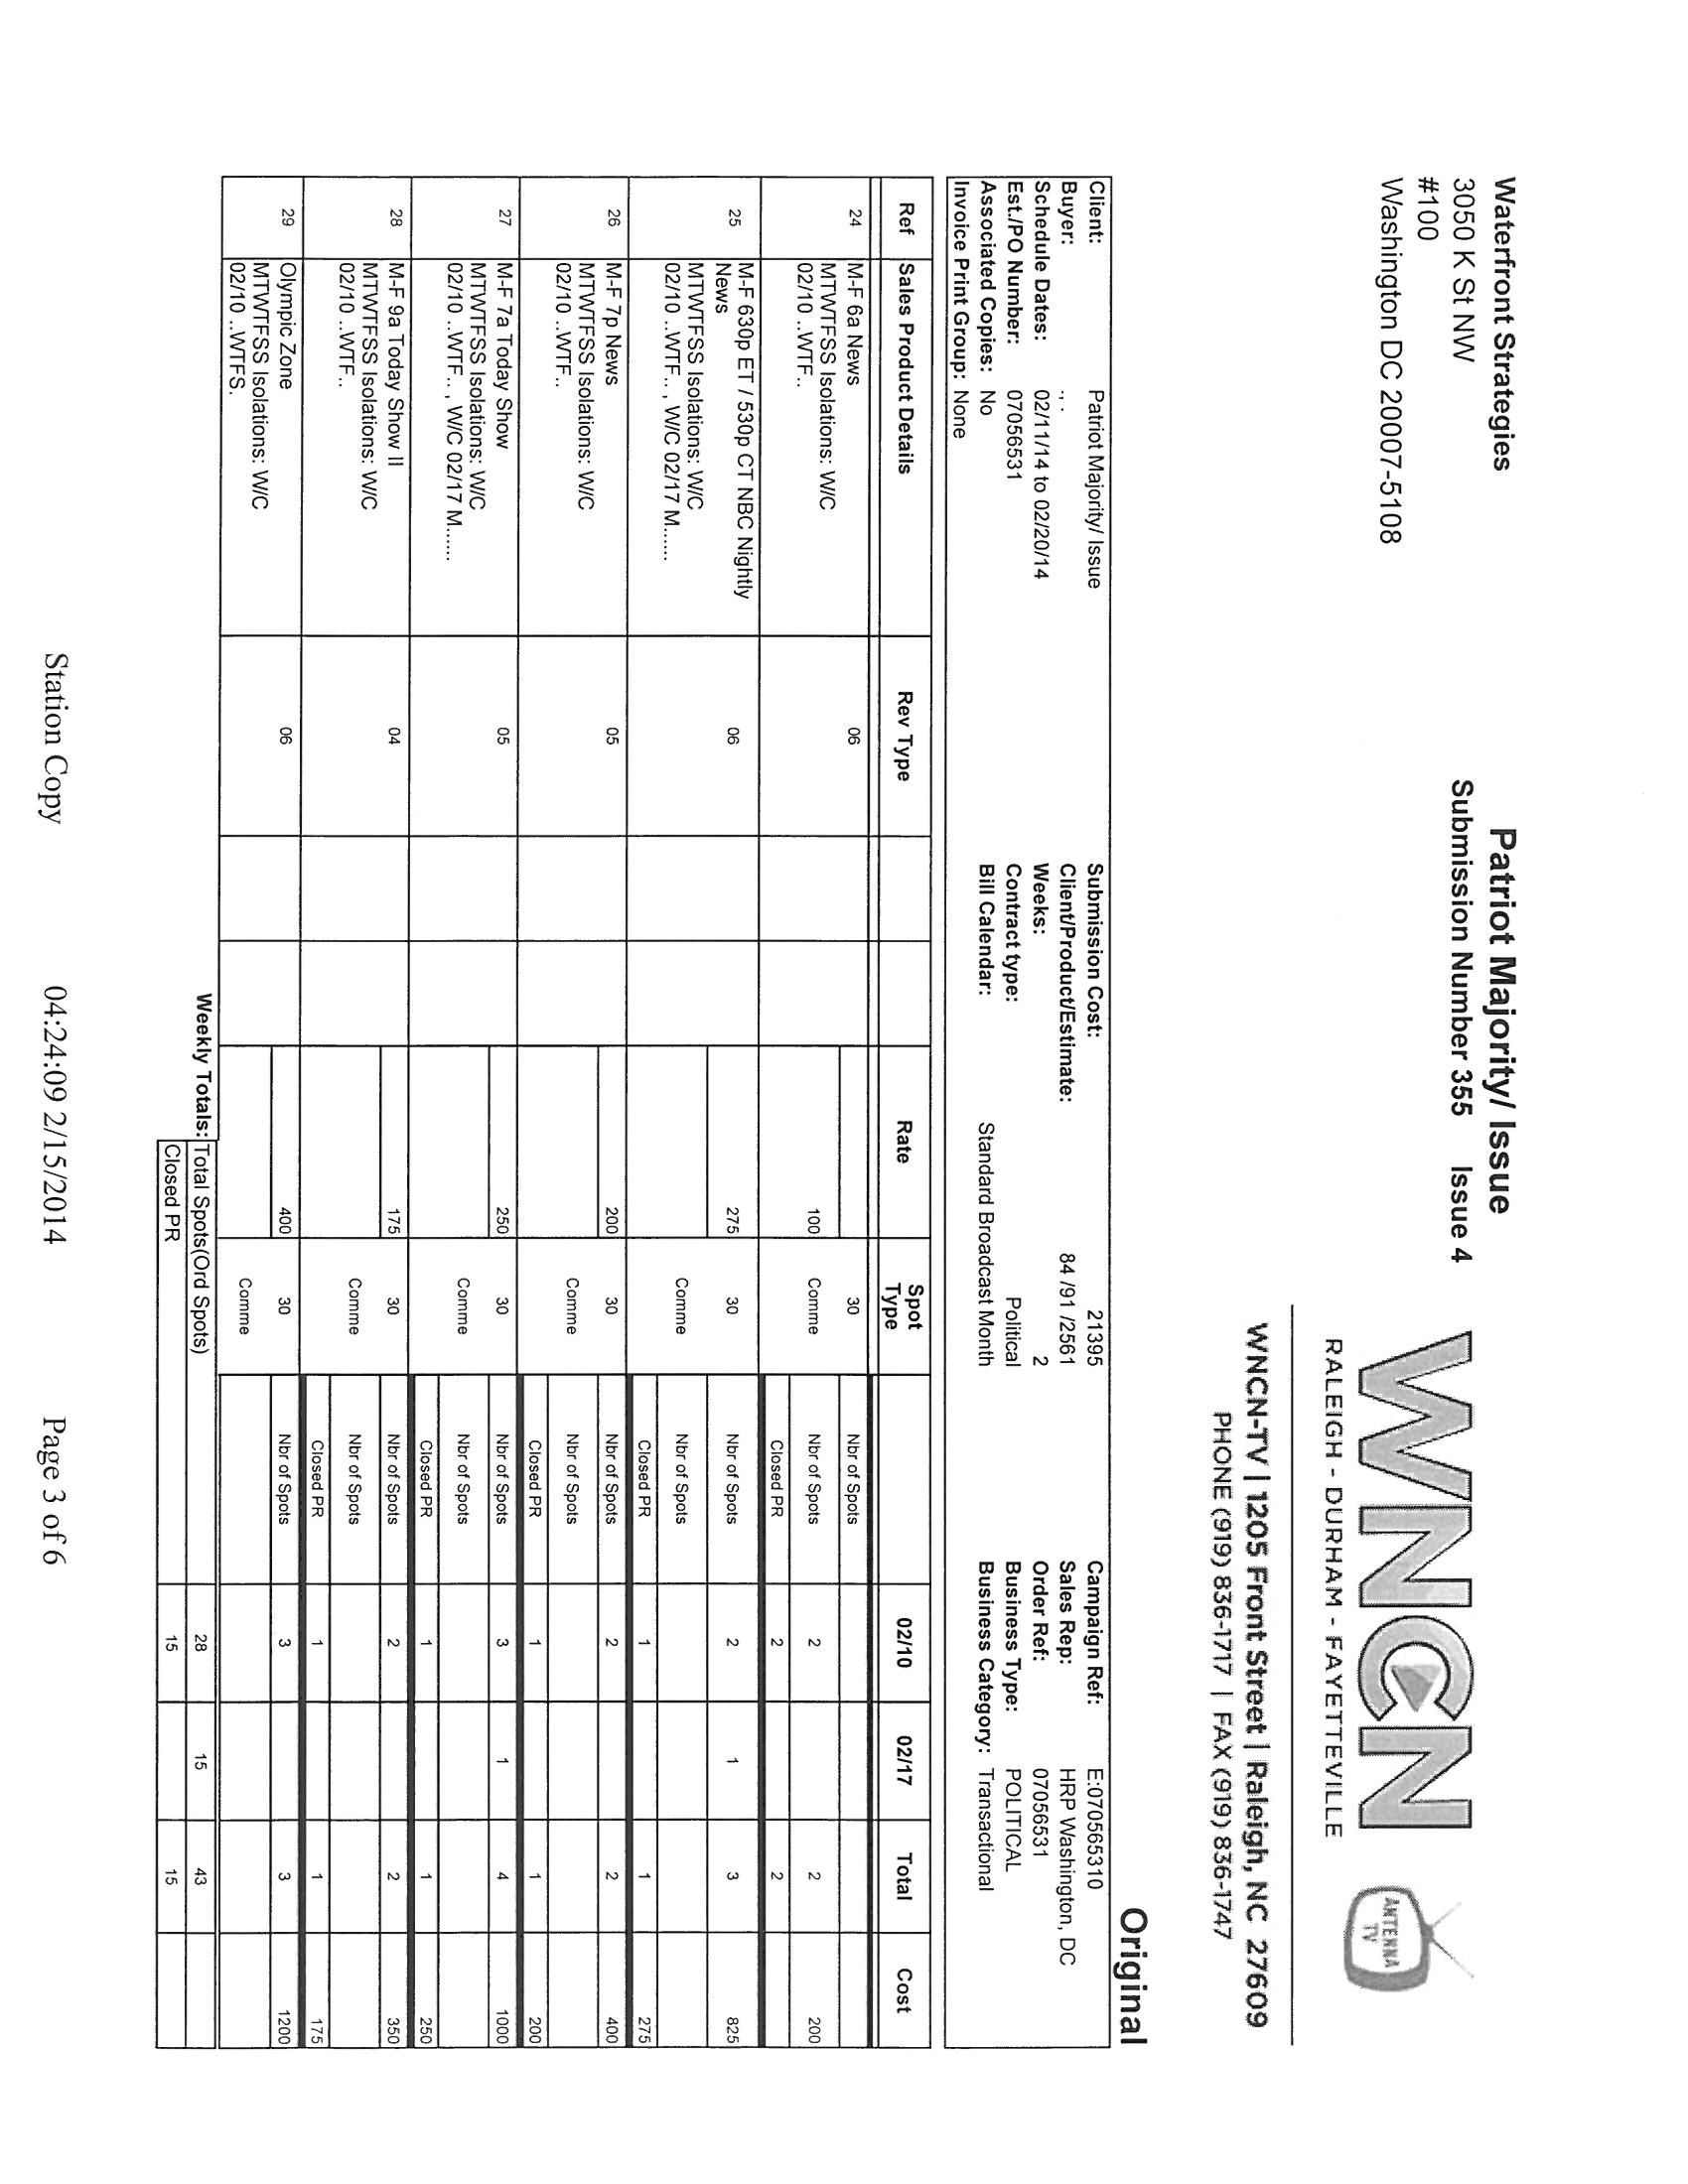 Waterfront Strategies
3050 K St NW
#100
Washington DC 20007-5108
Patriot Majority/ Issue
Submission Number 355 Issue 4
WNCN
RALEIGH - DURHAM - FAYETTEVILLE
ANTENNA
TV
WNCN-TV | 1205 Front Street | Raleigh, NC 27609
PHONE (919) 836-1717 | FAX (919) 836-1747
Original
Client: Patriot Majority/ Issue Submission Cost: 21395 Campaign Ref: E:070565310
Buyer: ., . Client/Product/Estimate: 84 /91 /2561 Sales Rep: HRP Washington, DC
Schedule Dates: 02/11/14 to 02/20/14 Weeks: 2 Order Ref: 07056531
Est./PO Number: 07056531 Contract type: Political Business Type: POLITICAL
Associated Copies: No Bill Calendar: Standard Broadcast Month Business Category: Transactional
Invoice Print Group: None
Ref Sales Product Details Rev Type Rate Spot Type 02/10 02/17 Total Cost
24 M-F 6a News 06 30 Nbr of Spots
MTWTFSS Isolations: W/C 100 Comme Nbr of Spots 2 2 200
02/10 ..WTF.. Closed PR 2 2
25 M-F 630p ET / 530p CT NBC Nightly 06 275 30 Nbr of Spots 2 1 3 825
News
MTWTFSS Isolations: W/C Comme Nbr of Spots
02/10 ..WTF.. , W/C 02/17 M...... Closed PR 1 1 275
26 M-F 7p News 05 200 30 Nbr of Spots 2 2 400
MTWTFSS Isolations: W/C Comme Nbr of Spots
02/10 ..WTF.. Closed PR 1 1 200
27 M-F 7a Today Show 05 250 30 Nbr of Spots 3 1 4 1000
MTWTFSS Isolations: W/C Comme Nbr of Spots
02/10 ..WTF.. , W/C 02/17 M...... Closed PR 1 1 250
28 M-F 9a Today Show II 04 175 30 Nbr of Spots 2 2 350
MTWTFSS Isolations: W/C Comme Nbr of Spots
02/10 ..WTF.. Closed PR 1 1 175
29 Olympic Zone 06 400 30 Nbr of Spots 3 3 1200
MTWTFSS Isolations: W/C Comme
02/10 ..WTFS.
Weekly Totals: Total Spots(Ord Spots) 28 15 43
Closed PR 15 15
Station Copy 04:24:09 2/15/2014 Page 3 of 6